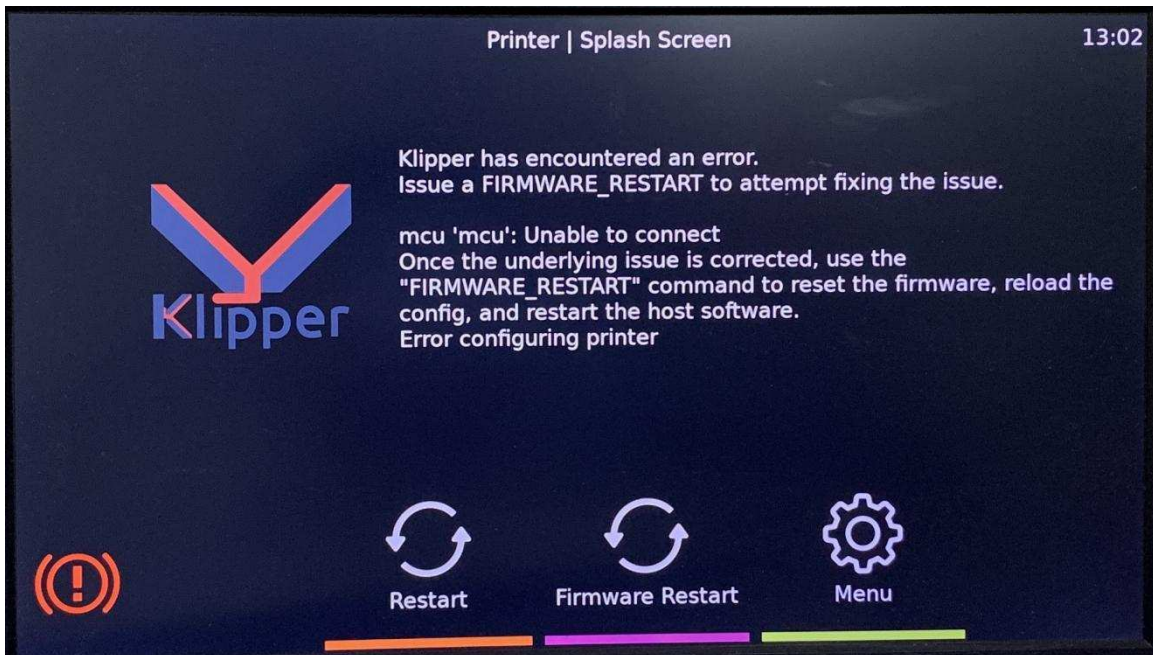 Printer | Splash Screen
13:02
Klipper has encountered an error.
Issue a FIRMWARE_RESTART to attempt fixing the issue.
mcu 'mcu': Unable to connect
Once the underlying issue is corrected, use the
"FIRMWARE_RESTART" command to reset the firmware, reload the
config, and restart the host software.
Error configuring printer
Klipper
Restart
Firmware Restart
Menu